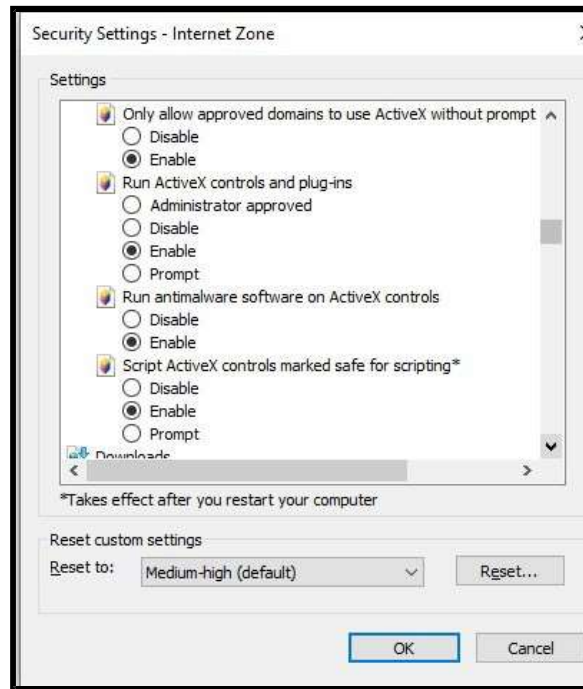 Security Settings - Internet Zone
Settings
Only allow approved domains to use ActiveX without prompt
Disable
Enable
Run ActiveX controls and plug-ins
Administrator approved
Disable
Enable
Prompt
Run antimalware software on ActiveX controls
Disable
Enable
Script ActiveX controls marked safe for scripting*
Disable
Enable
Prompt
Downloads
*Takes effect after you restart your computer
Reset custom settings
Reset to:
Medium-high (default)
Reset...
OK
Cancel